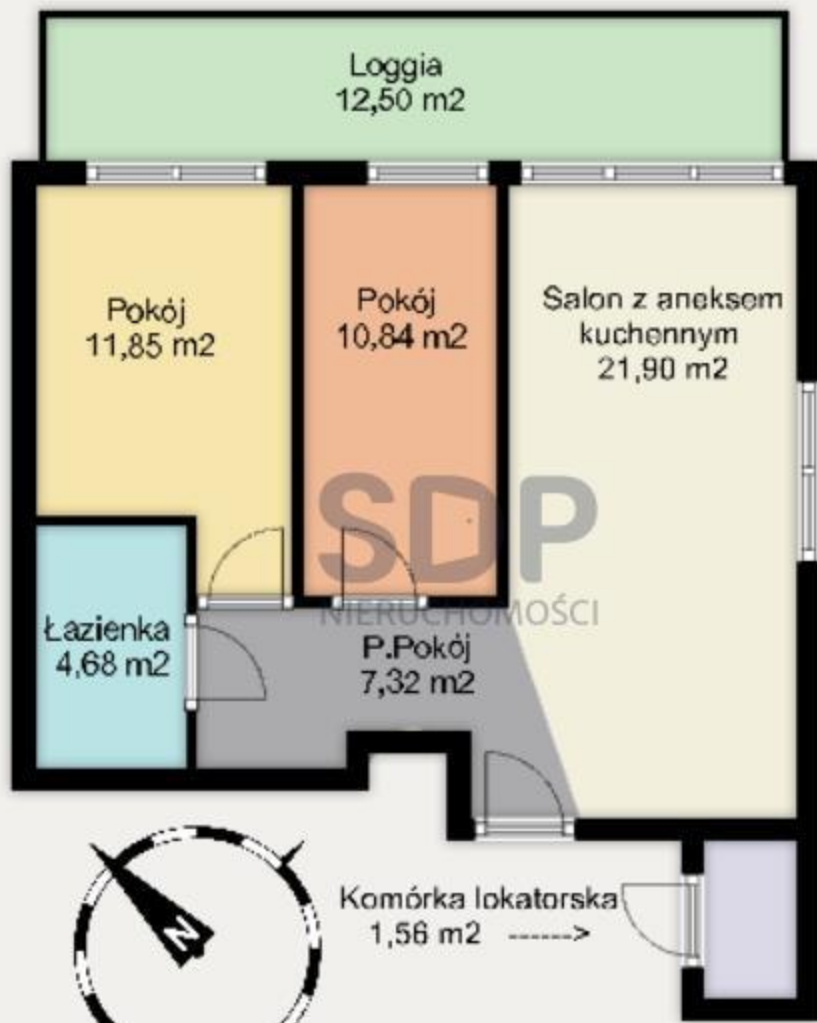 Loggia
12,50 m2
Pokój
11,85 m2
Pokój
10,84 m2
Salon z aneksem
kuchennym
21,90 m2
SDP
NIERUCHOMOŚCI
Łazienka
4,68 m2
P.Pokój
7,32 m2
Komórka lokatorska
1,56 m2 ------>
N